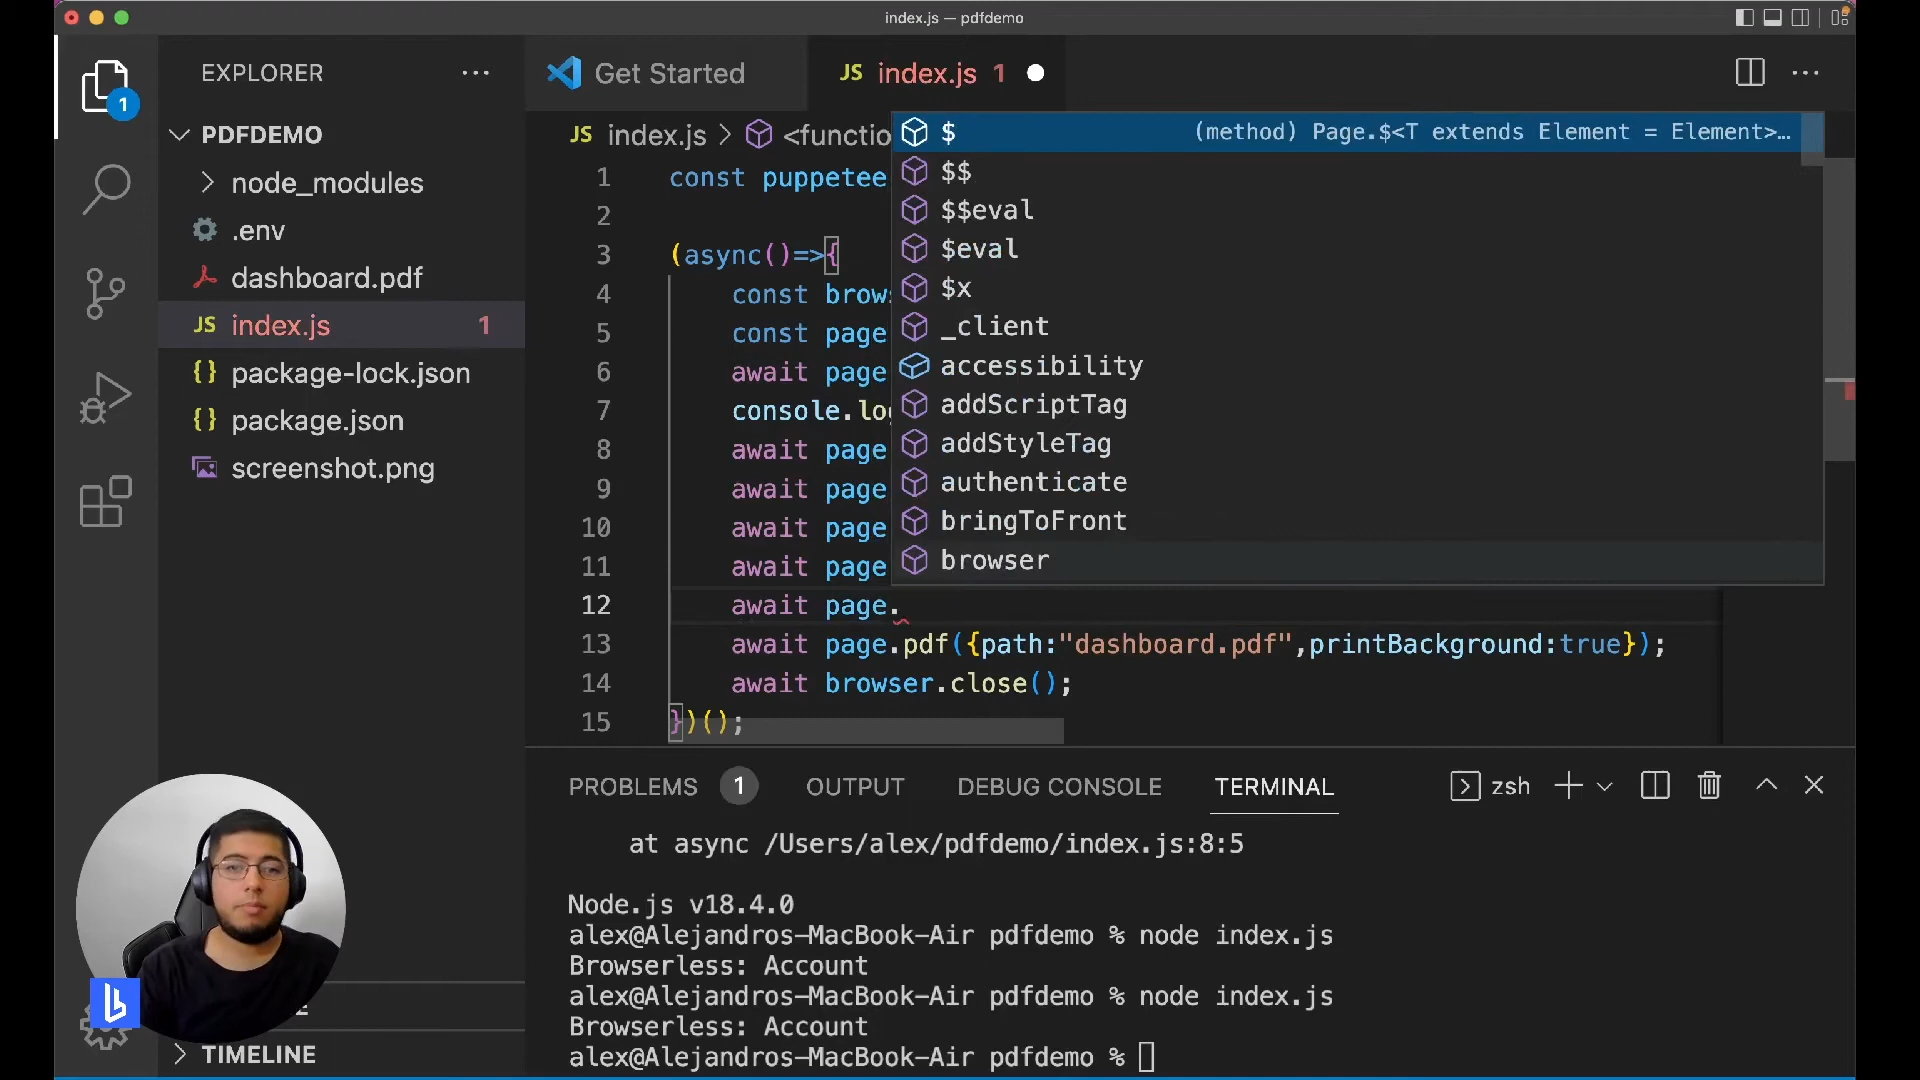 index.js — pdfdemo
EXPLORER
1
PDFDEMO
node_modules
.env
dashboard.pdf
JS index.js 1
{} package-lock.json
{} package.json
screenshot.png
TIMELINE
Get Started
JS index.js 1
JS index.js > <functio
1 const puppetee
2
3 (async()=>{
4 const brow
5 const page
6 await page
7 console.log
8 await page
9 await page
10 await page
11 await page
12 await page.
13 await page.pdf({path:"dashboard.pdf",printBackground:true});
14 await browser.close();
15 })();
$ (method) Page.$<T extends Element = Element>…
$$
$$eval
$eval
$x
_client
accessibility
addScriptTag
addStyleTag
authenticate
bringToFront
browser
PROBLEMS 1 OUTPUT DEBUG CONSOLE TERMINAL zsh
at async /Users/alex/pdfdemo/index.js:8:5
Node.js v18.4.0
alex@Alejandros-MacBook-Air pdfdemo % node index.js
Browserless: Account
alex@Alejandros-MacBook-Air pdfdemo % node index.js
Browserless: Account
alex@Alejandros-MacBook-Air pdfdemo %
b